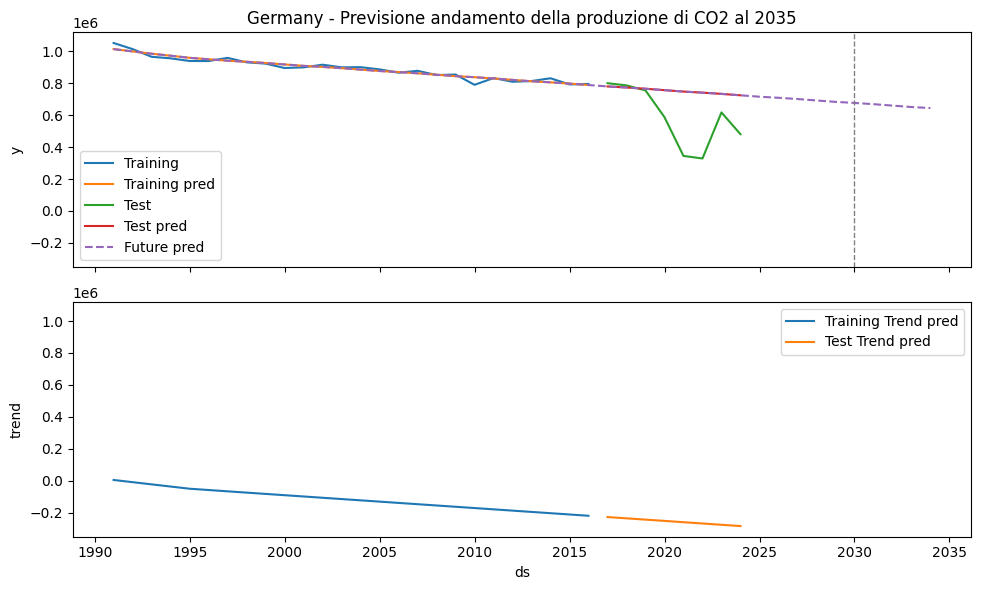 Germany - Previsione andamento della produzione di CO2 al 2035
1e6
1.0
0.8
0.6
0.4
0.2
0.0
−0.2
y
Training
Training pred
Test
Test pred
Future pred
1e6
1.0
0.8
0.6
0.4
0.2
0.0
−0.2
trend
Training Trend pred
Test Trend pred
1990 1995 2000 2005 2010 2015 2020 2025 2030 2035
ds